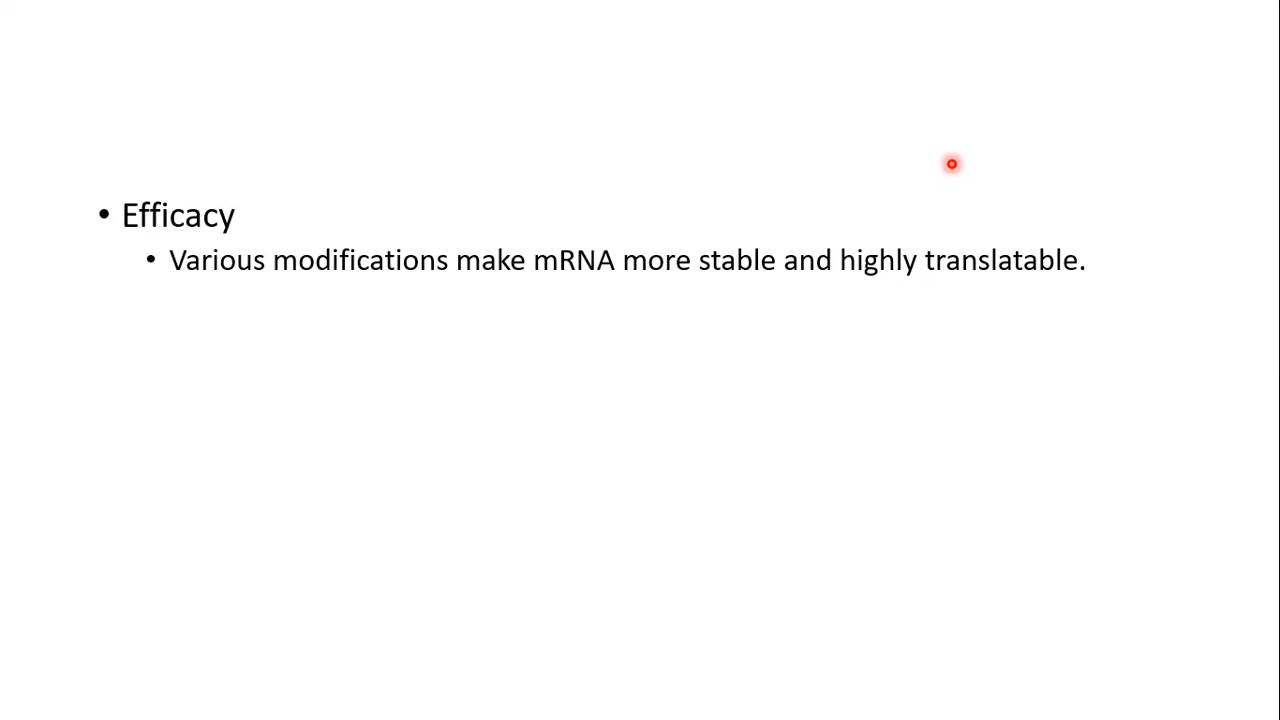 • Efficacy
• Various modifications make mRNA more stable and highly translatable.